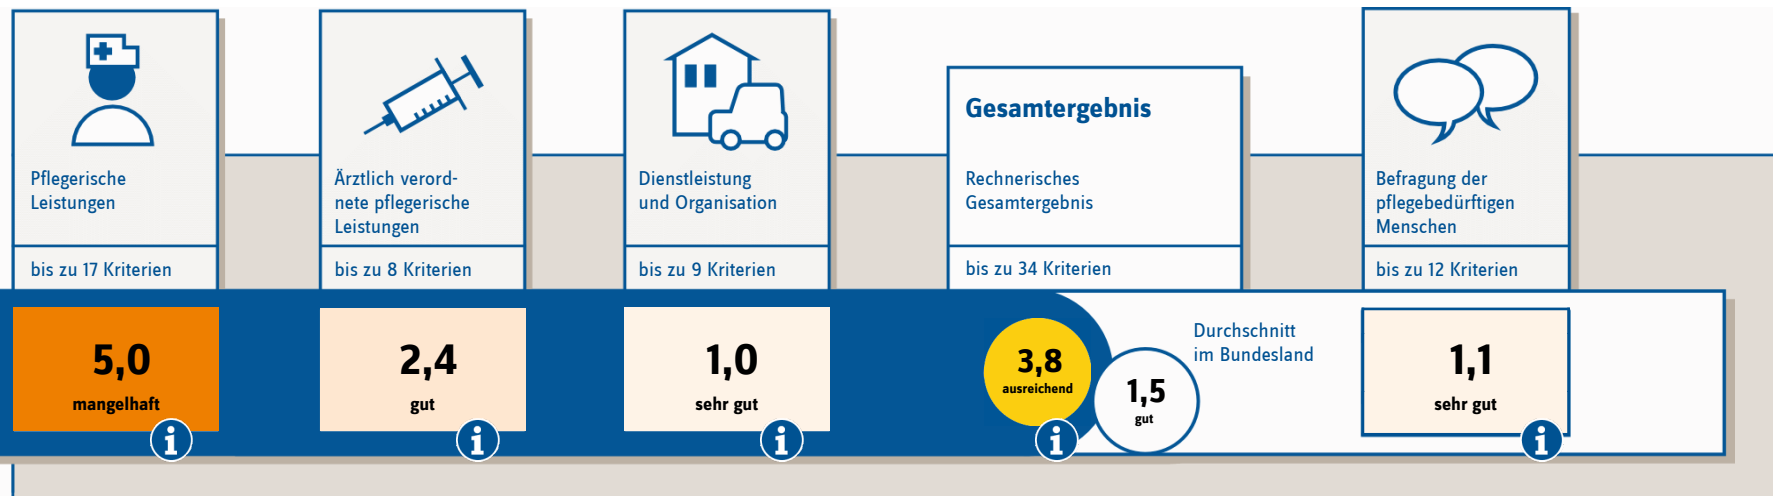 Pflegerische
Leistungen
bis zu 17 Kriterien
5,0
mangelhaft
i
Ärztlich verord-
nete pflegerische
Leistungen
bis zu 8 Kriterien
2,4
gut
i
Dienstleistung
und Organisation
bis zu 9 Kriterien
1,0
sehr gut
i
Gesamtergebnis
Rechnerisches
Gesamtergebnis
bis zu 34 Kriterien
3,8
ausreichend
i
1,5
gut
Durchschnitt
im Bundesland
Befragung der
pflegebedürftigen
Menschen
bis zu 12 Kriterien
1,1
sehr gut
i